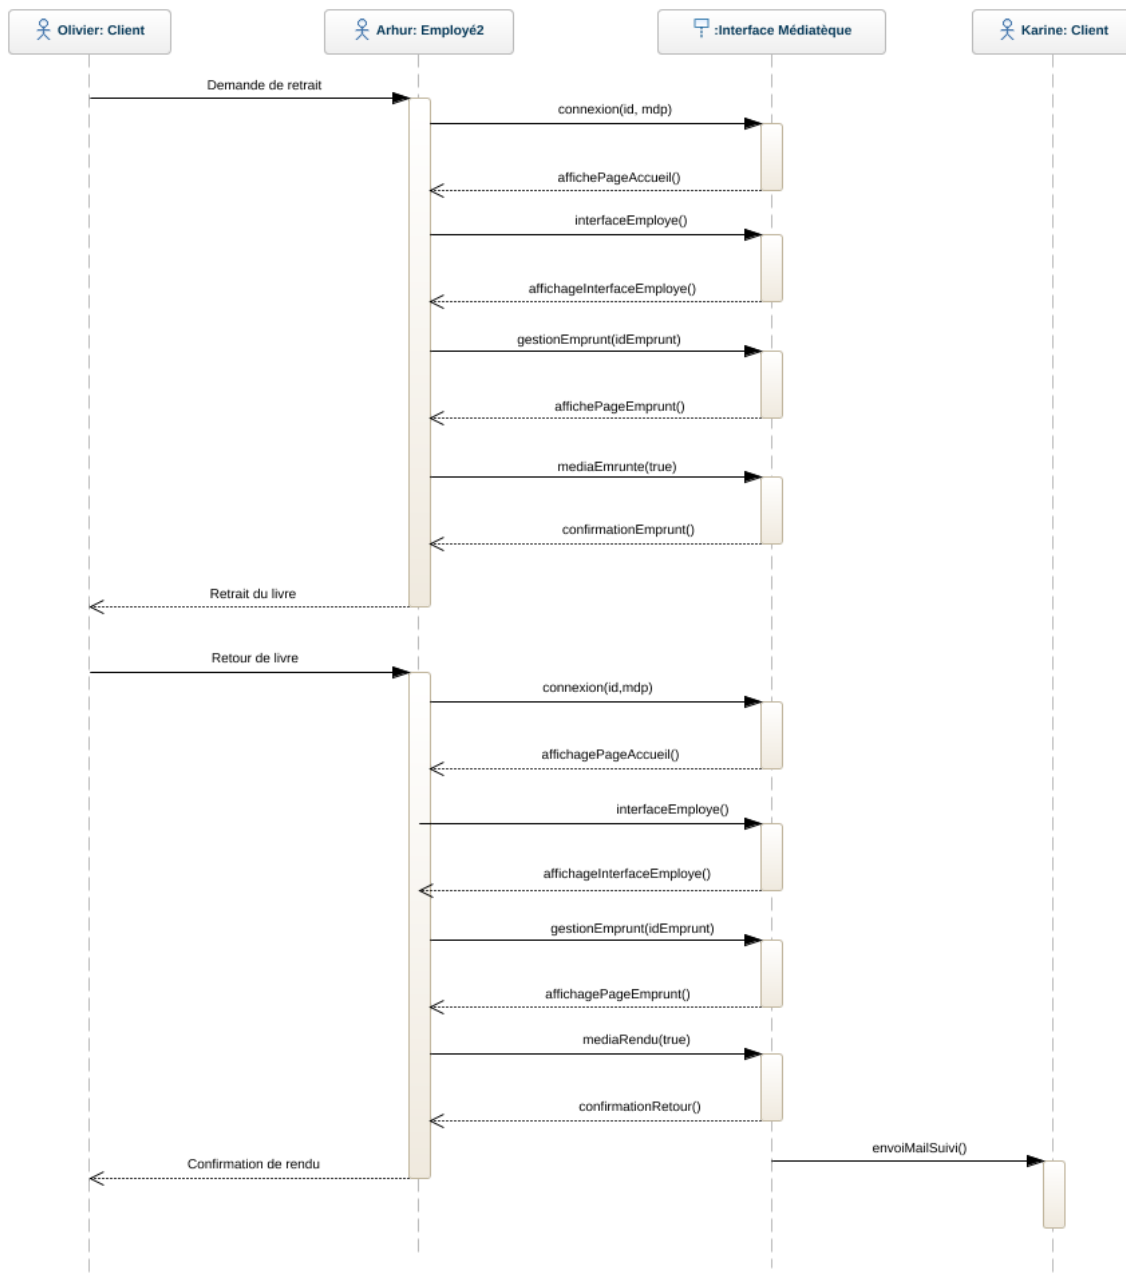 Olivier: Client
Arhur: Employé2
:Interface Médiatèque
Karine: Client
Demande de retrait
connexion(id, mdp)
affichePageAccueil()
interfaceEmploye()
affichageInterfaceEmploye()
gestionEmprunt(idEmprunt)
affichePageEmprunt()
mediaEmrunte(true)
confirmationEmprunt()
Retrait du livre
Retour de livre
connexion(id,mdp)
affichagePageAccueil()
interfaceEmploye()
affichageInterfaceEmploye()
gestionEmprunt(idEmprunt)
affichagePageEmprunt()
mediaRendu(true)
confirmationRetour()
envoiMailSuivi()
Confirmation de rendu